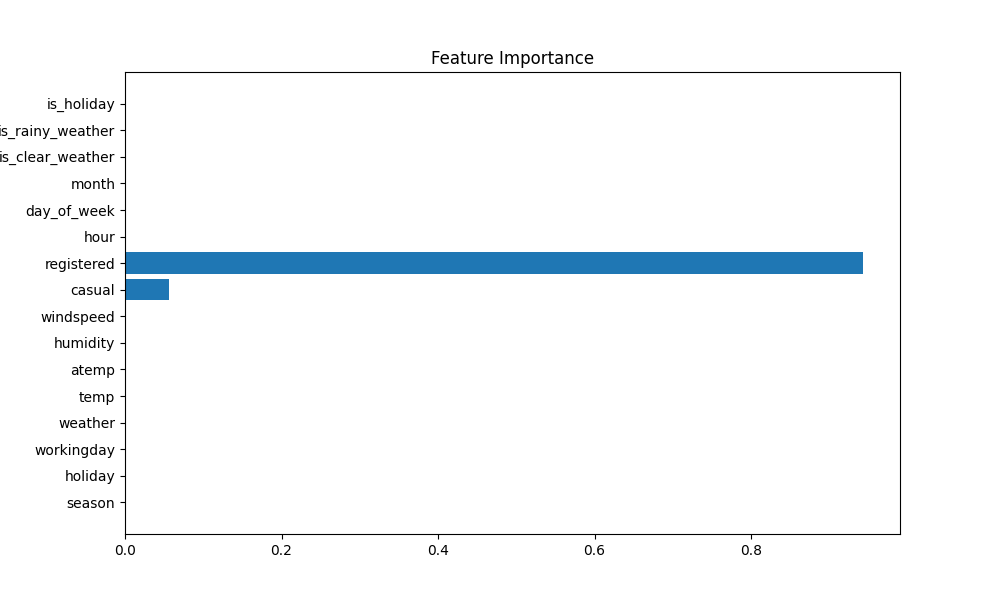 Feature Importance
is_holiday
is_rainy_weather
is_clear_weather
month
day_of_week
hour
registered
casual
windspeed
humidity
atemp
temp
weather
workingday
holiday
season
0.0 0.2 0.4 0.6 0.8